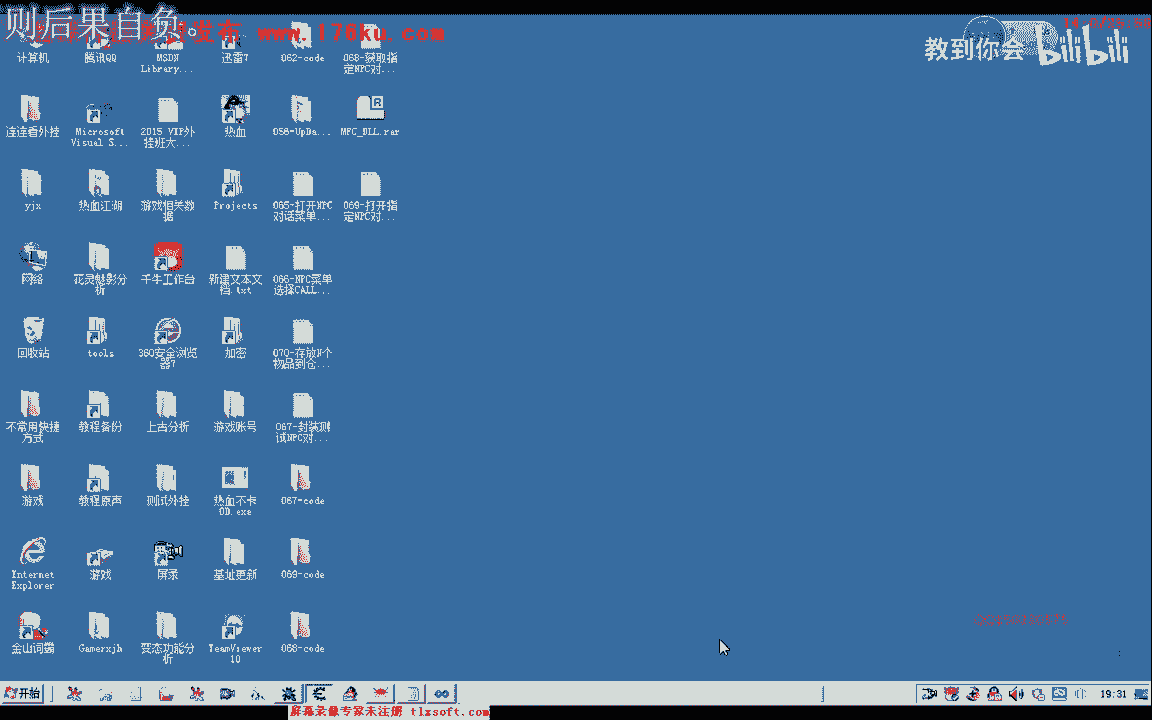 则后果自负。
www.176ku.com
教到你会 bilibili
计算机
腾讯QQ
MSDN
Library...
迅雷7
062-code
068-获取指
定NPC对...
连连看外挂
Microsoft
Visual S...
2015 VIP外
挂班大...
热血
058-UpDa...
MFC_DLL.rar
yjx
热血江湖
游戏相关数
据
Projects
065-打开NPC
对话菜单...
069-打开指
定NPC对...
网络
花灵魅影分
析
千牛工作台
新建文本文
档.txt
066-NPC菜单
选择CALL...
回收站
tools
360安全浏览
器7
加密
070-存放N个
物品到仓...
不常用快捷
方式
教程备份
上古分析
游戏账号
067-封装测
试NPC对...
游戏
教程原声
测试外挂
热血不卡
OD.exe
067-code
Internet
Explorer
游戏
屏录
基址更新
069-code
金山词霸
Gamerxjh
变态功能分
析
TeamViewer
10
068-code
开始
19:31
屏幕录像专家未注册 tlxsoft.com